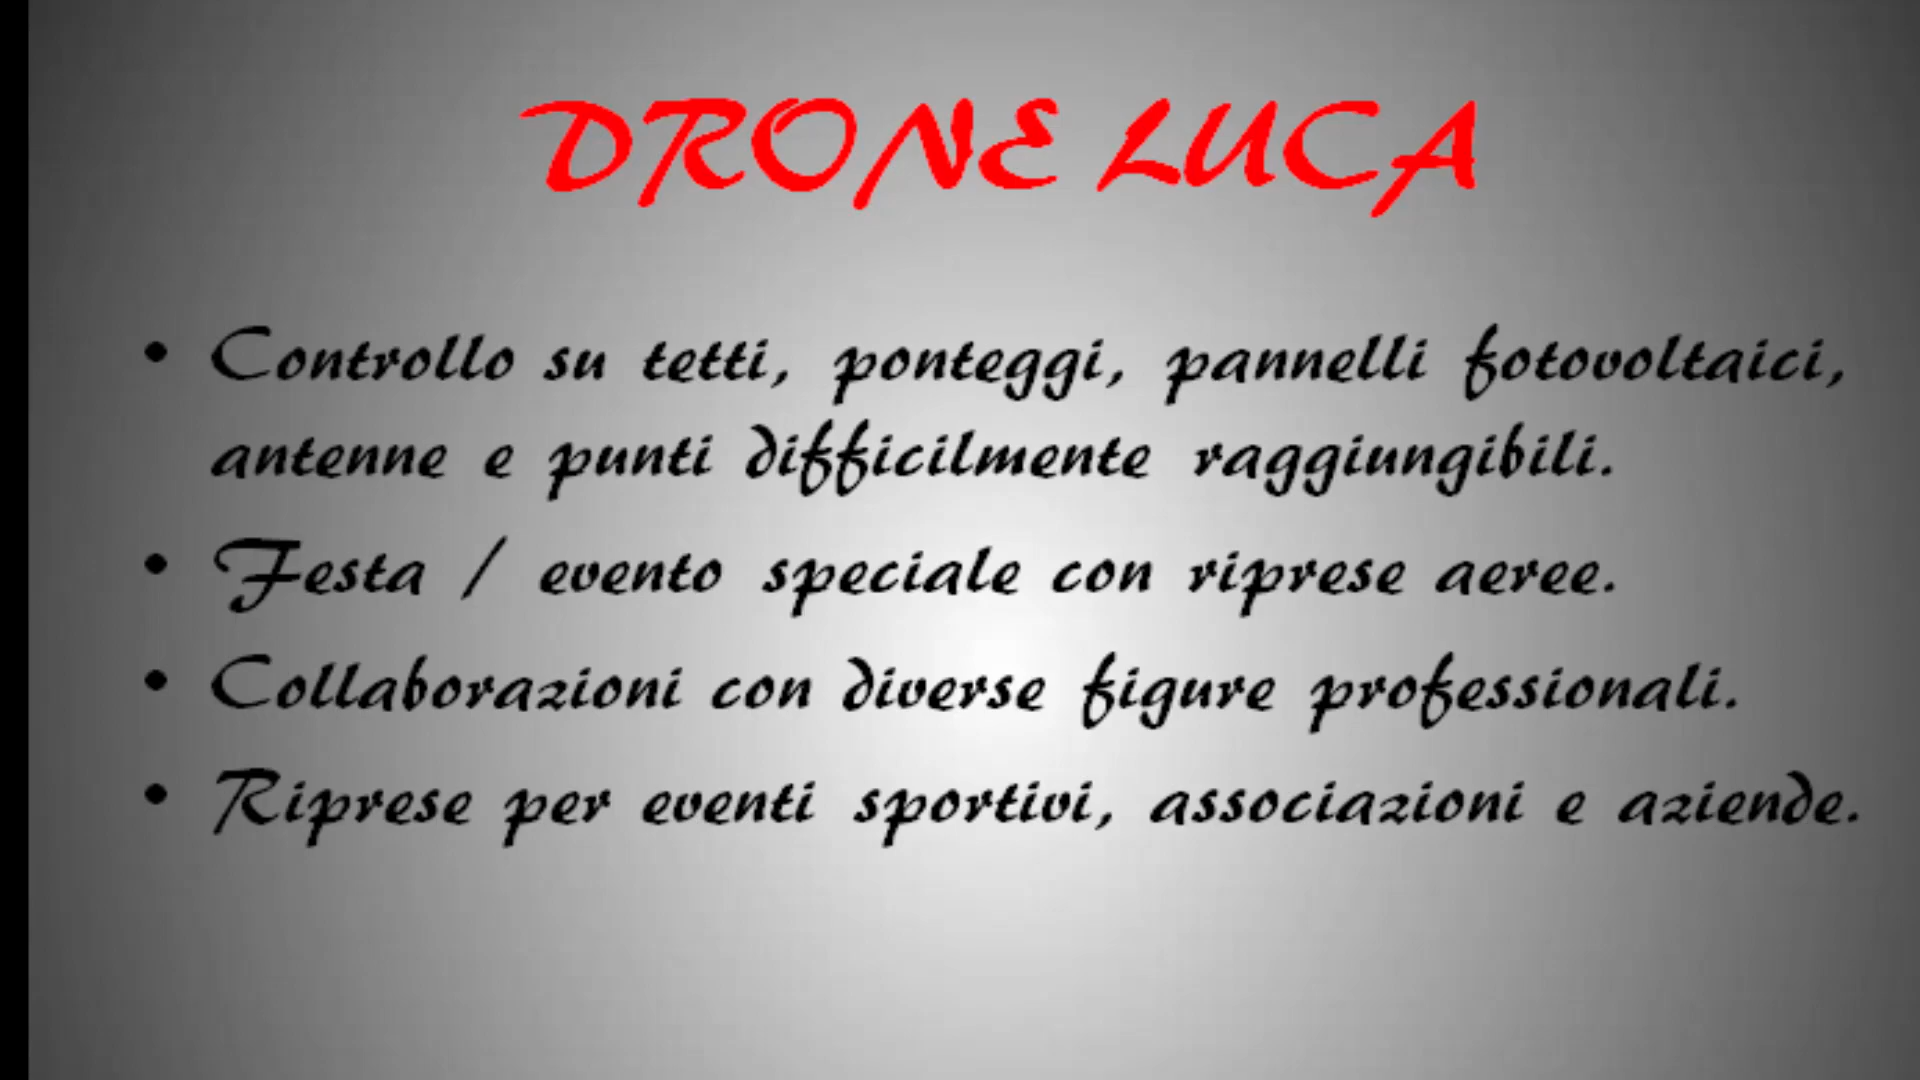 DRONE LUCA
• Controllo su tetti, ponteggi, pannelli fotovoltaici,
antenne e punti difficilmente raggiungibili.
• Festa / evento speciale con riprese aeree.
• Collaborazioni con diverse figure professionali.
• Riprese per eventi sportivi, associazioni e aziende.